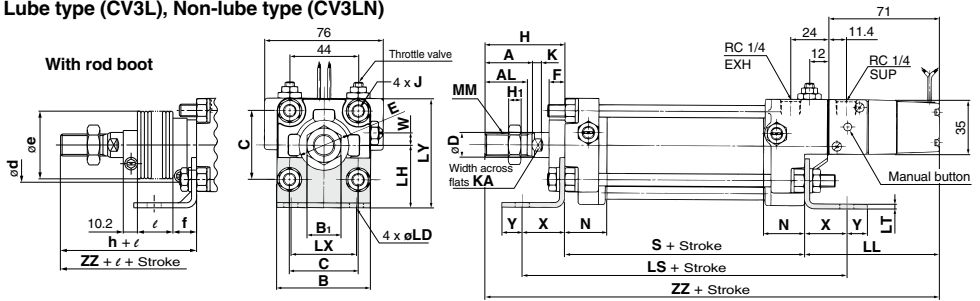 Lube type (CV3L), Non-lube type (CV3LN)
With rod boot
øe
ød
10.2
ℓ
f
h + ℓ
ZZ + ℓ + Stroke
76
44
Throttle valve
4 x J
E
W
C
LH
LY
B1
4 x øLD
LX
C
B
H
A
K
AL
F
H1
MM
øD
Width across
flats KA
71
24
11.4
12
RC 1/4
EXH
RC 1/4
SUP
35
Manual button
Y
X
N
N
X
Y
LT
S + Stroke
LL
LS + Stroke
ZZ + Stroke